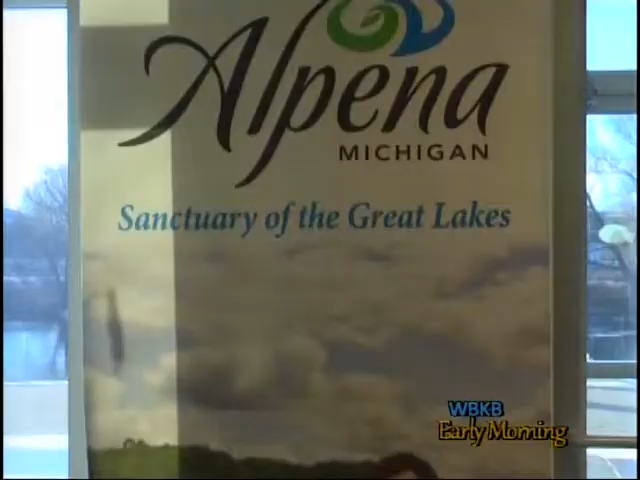 Alpena
MICHIGAN
Sanctuary of the Great Lakes
WBKB
Early Morning